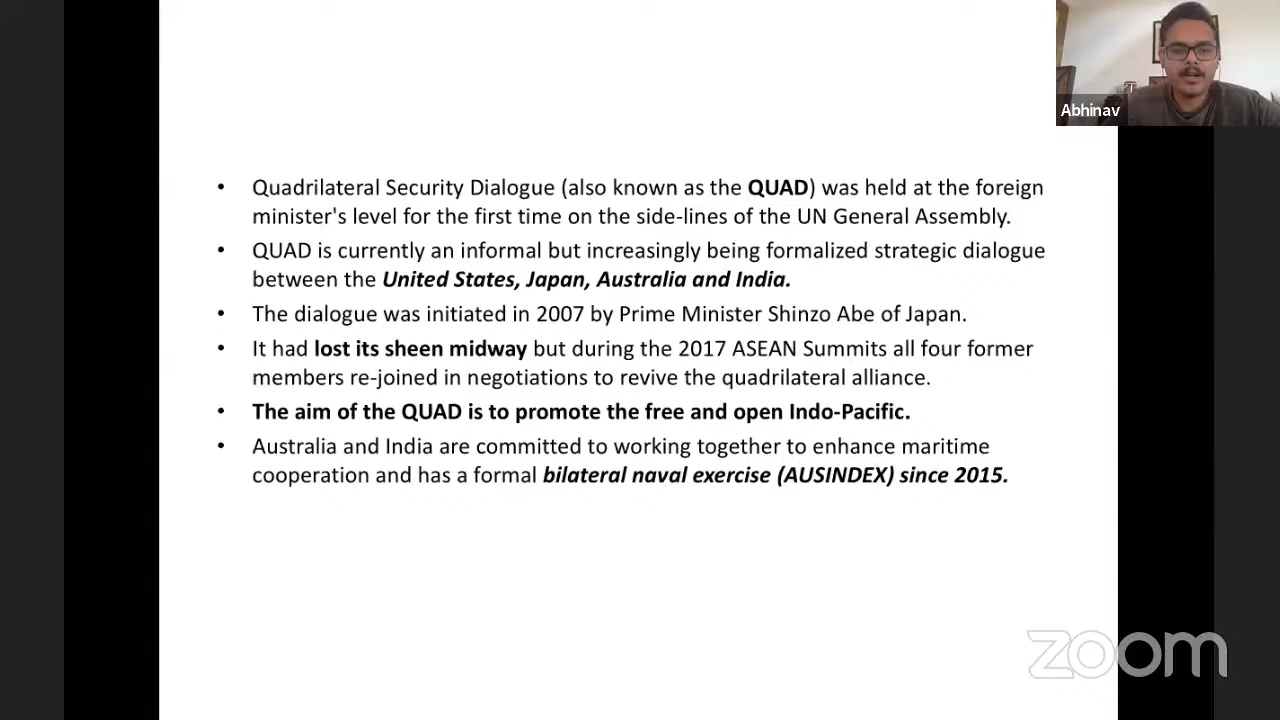 Abhinav
• Quadrilateral Security Dialogue (also known as the QUAD) was held at the foreign
minister's level for the first time on the side-lines of the UN General Assembly.
• QUAD is currently an informal but increasingly being formalized strategic dialogue
between the United States, Japan, Australia and India.
• The dialogue was initiated in 2007 by Prime Minister Shinzo Abe of Japan.
• It had lost its sheen midway but during the 2017 ASEAN Summits all four former
members re-joined in negotiations to revive the quadrilateral alliance.
• The aim of the QUAD is to promote the free and open Indo-Pacific.
• Australia and India are committed to working together to enhance maritime
cooperation and has a formal bilateral naval exercise (AUSINDEX) since 2015.
zoom